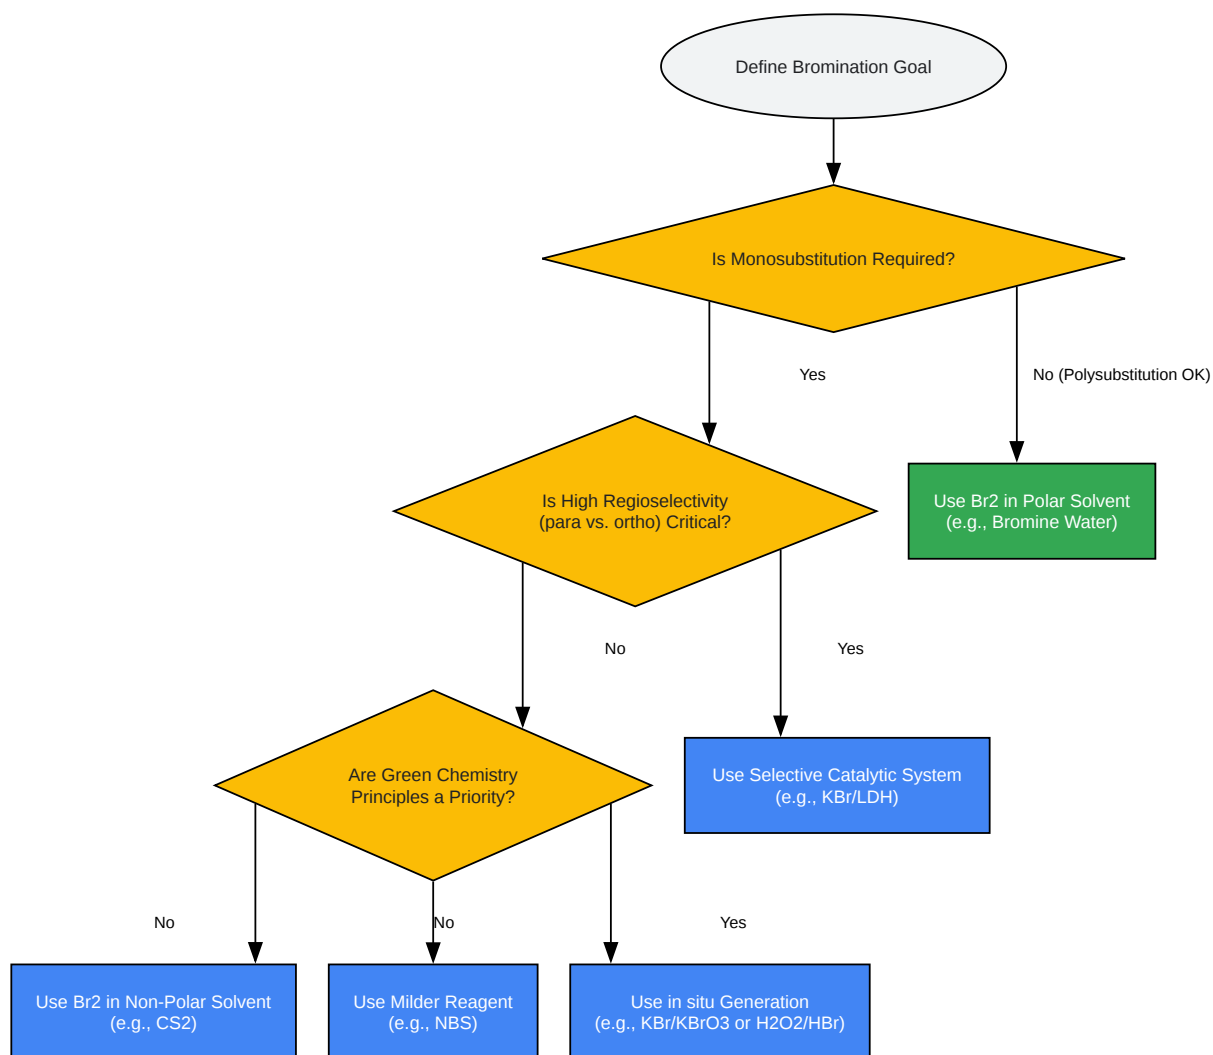 Define Bromination Goal
Is Monosubstitution Required?
Yes
No (Polysubstitution OK)
Is High Regioselectivity
(para vs. ortho) Critical?
Use Br2 in Polar Solvent
(e.g., Bromine Water)
No
Yes
Are Green Chemistry
Principles a Priority?
Use Selective Catalytic System
(e.g., KBr/LDH)
No
No
Yes
Use Br2 in Non-Polar Solvent
(e.g., CS2)
Use Milder Reagent
(e.g., NBS)
Use in situ Generation
(e.g., KBr/KBrO3 or H2O2/HBr)